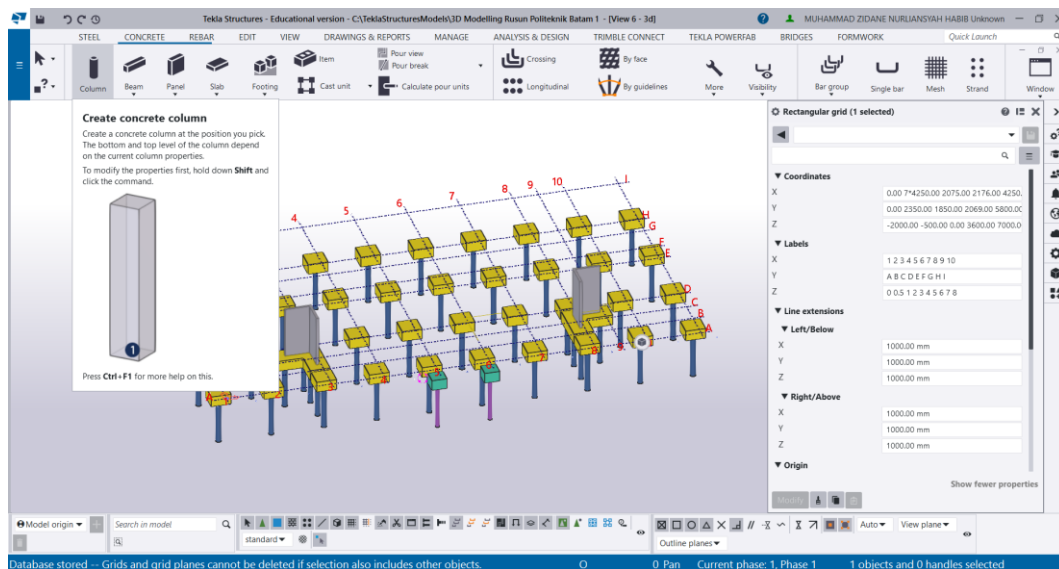 Tekla Structures - Educational version - C:\TeklaStructuresModels\3D Modelling Rusun Politeknik Batam 1 - [View 6 - 3d]
MUHAMMAD ZIDANE NURLIANSYAH HABIB Unknown
STEEL CONCRETE REBAR EDIT VIEW DRAWINGS & REPORTS MANAGE ANALYSIS & DESIGN TRIMBLE CONNECT TEKLA POWERFAB BRIDGES FORMWORK Quick Launch
Column Beam Panel Slab Footing
Item
Cast unit
Pour view
Pour break
Calculate pour units
Crossing
Longitudinal
By face
By guidelines
More Visibility Bar group Single bar Mesh Strand Window
Create concrete column
Create a concrete column at the position you pick.
The bottom and top level of the column depend
on the current column properties.
To modify the properties first, hold down Shift and
click the command.
1
Press Ctrl+F1 for more help on this.
4 5 6 7 8 9 10 I
H
G
F
E
D
C
B
A
Rectangular grid (1 selected)
Coordinates
X 0.00 7*4250.00 2075.00 2176.00 4250.
Y 0.00 2350.00 1850.00 2069.00 5800.00
Z -2000.00 -500.00 0.00 3600.00 7000.0
Labels
X 1 2 3 4 5 6 7 8 9 10
Y A B C D E F G H I
Z 0 0.5 1 2 3 4 5 6 7 8
Line extensions
Left/Below
X 1000.00 mm
Y 1000.00 mm
Z 1000.00 mm
Right/Above
X 1000.00 mm
Y 1000.00 mm
Z 1000.00 mm
Origin
Show fewer properties
Modify
Model origin
Search in model
standard
Auto
View plane
Outline planes
Database stored -- Grids and grid planes cannot be deleted if selection also includes other objects.
O 0 Pan Current phase: 1, Phase 1 1 objects and 0 handles selected